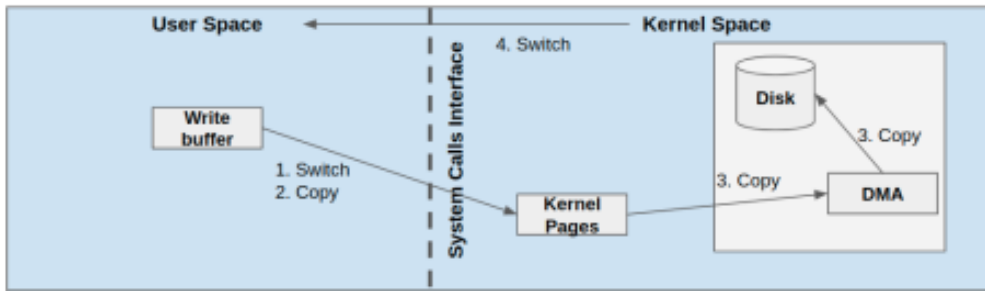 User Space
Kernel Space
4. Switch
System Calls Interface
Disk
Write
buffer
3. Copy
1. Switch
2. Copy
3. Copy
DMA
Kernel
Pages